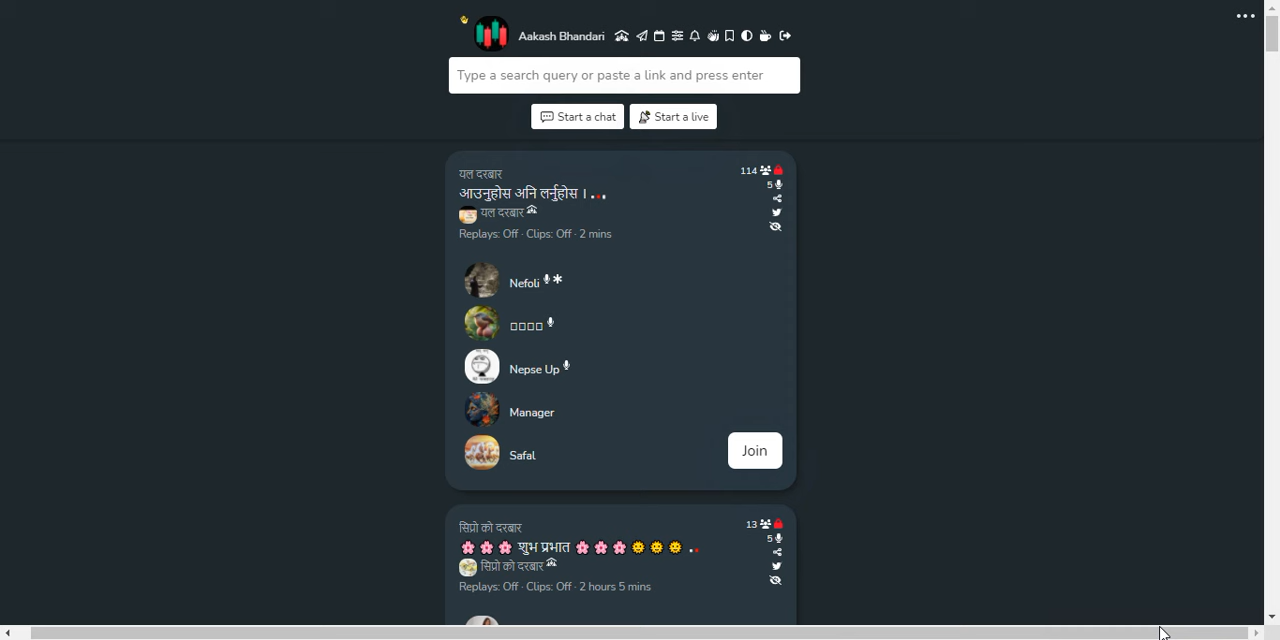 Aakash Bhandari
Type a search query or paste a link and press enter
Start a chat
Start a live
यल दरबार
114
आउनुहोस अनि लर्नुहोस ।
5
यल दरबार
Replays: Off · Clips: Off · 2 mins
Nefoli
Nepse Up
Manager
Safal
Join
सिप्रो को दरबार
13
शुभ प्रभात
5
सिप्रो को दरबार
Replays: Off · Clips: Off · 2 hours 5 mins